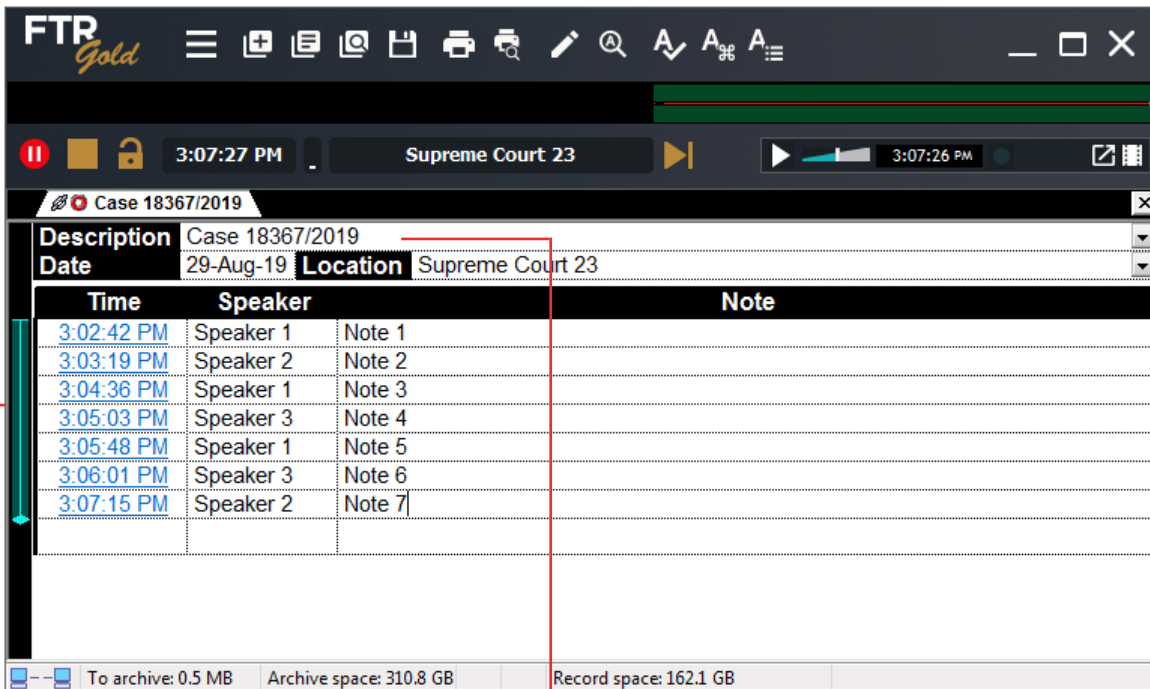 FTR
Gold
3:07:27 PM - Supreme Court 23 3:07:26 PM
Case 18367/2019
Description Case 18367/2019
Date 29-Aug-19 Location Supreme Court 23
Time Speaker Note
3:02:42 PM Speaker 1 Note 1
3:03:19 PM Speaker 2 Note 2
3:04:36 PM Speaker 1 Note 3
3:05:03 PM Speaker 3 Note 4
3:05:48 PM Speaker 1 Note 5
3:06:01 PM Speaker 3 Note 6
3:07:15 PM Speaker 2 Note 7
To archive: 0.5 MB Archive space: 310.8 GB Record space: 162.1 GB